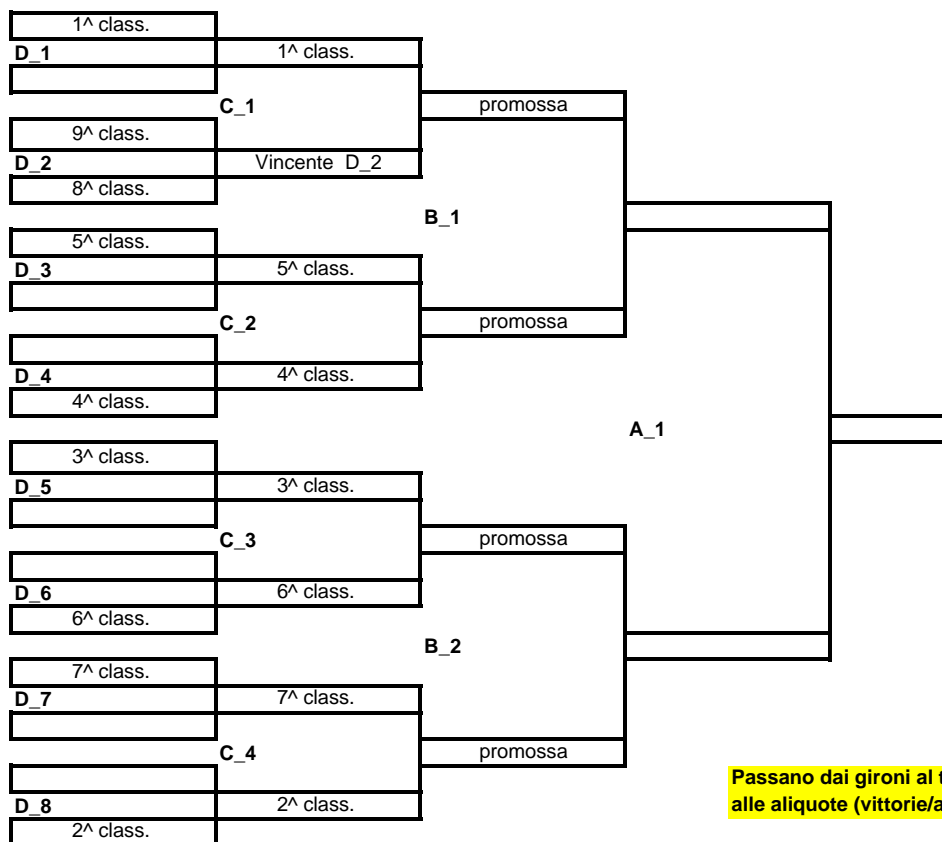 1^ class.
D_1
1^ class.
C_1
promossa
9^ class.
D_2
Vincente D_2
8^ class.
B_1
5^ class.
D_3
5^ class.
C_2
promossa
D_4
4^ class.
4^ class.
A_1
3^ class.
D_5
3^ class.
C_3
promossa
D_6
6^ class.
6^ class.
B_2
7^ class.
D_7
7^ class.
C_4
promossa
D_8
2^ class.
2^ class.
Passano dai gironi al
alle aliquote (vittorie/